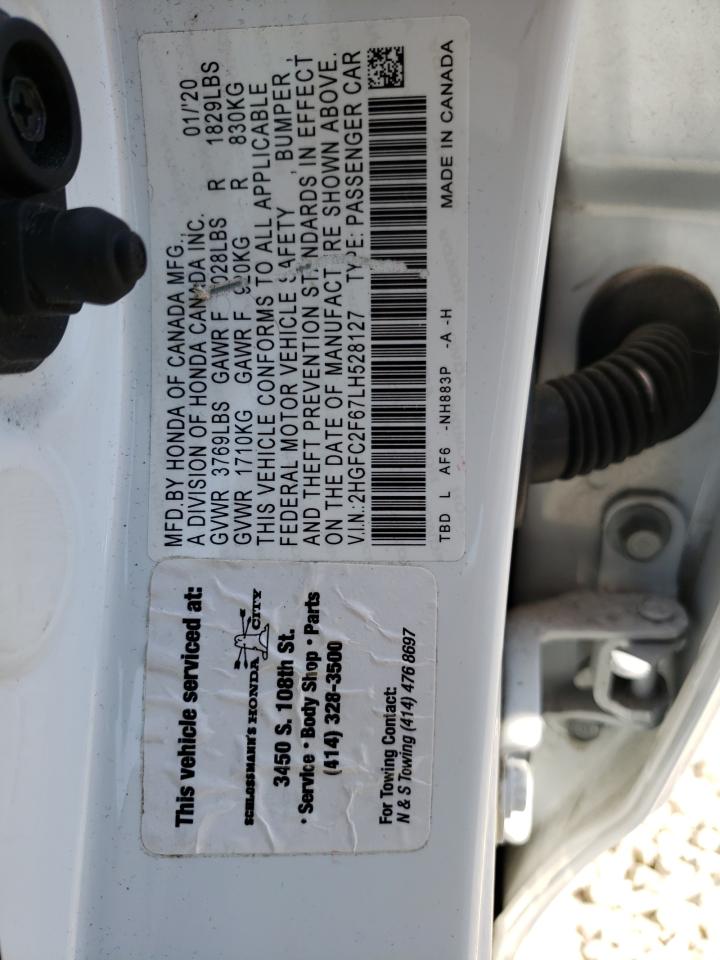 MFD.BY HONDA OF CANADA MFG., 01/'20
A DIVISION OF HONDA CANADA INC.
GVWR 3769LBS GAWR F 2028LBS R 1829LBS
GVWR 1710KG GAWR F 920KG R 830KG
THIS VEHICLE CONFORMS TO ALL APPLICABLE
FEDERAL MOTOR VEHICLE SAFETY , BUMPER ,
AND THEFT PREVENTION STANDARDS IN EFFECT
ON THE DATE OF MANUFACTURE SHOWN ABOVE.
V.I.N.: 2HGFC2F67LH528127 TYPE: PASSENGER CAR
TBD L AF6 -NH883P -A -H MADE IN CANADA
This vehicle serviced at:
SCHLOSSMANN'S HONDA CITY
3450 S. 108th St.
• Service • Body Shop • Parts
(414) 328-3500
For Towing Contact:
N & S Towing (414) 476 8697